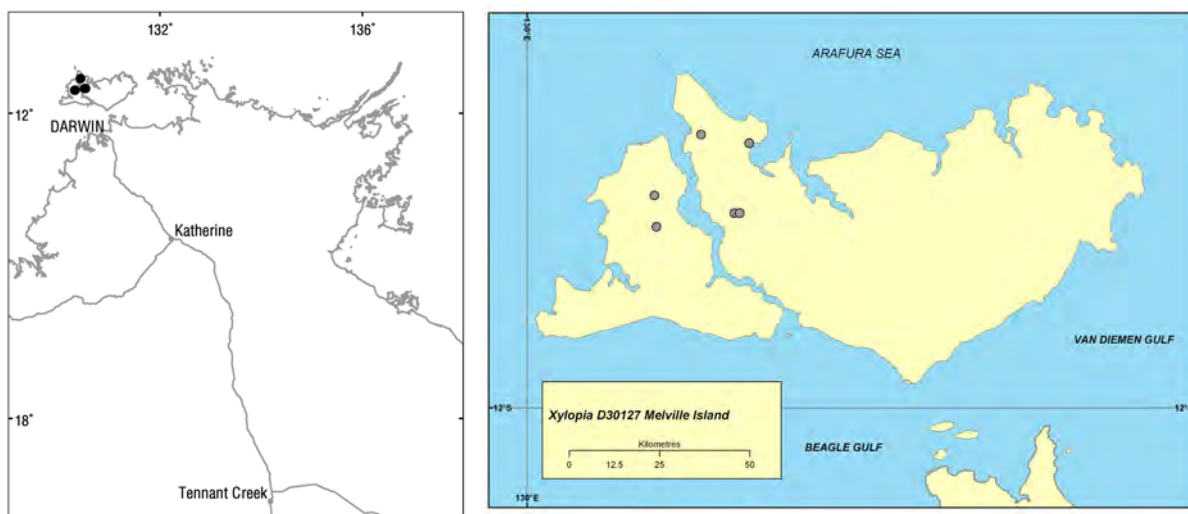 132°
136°
12°
DARWIN
Katherine
18°
Tennant Creek
130°E
ARAFURA SEA
VAN DIEMEN GULF
12°S
12°
Xylopia D30127 Melville Island
Kilometres
0 12.5 25 50
BEAGLE GULF
130°E